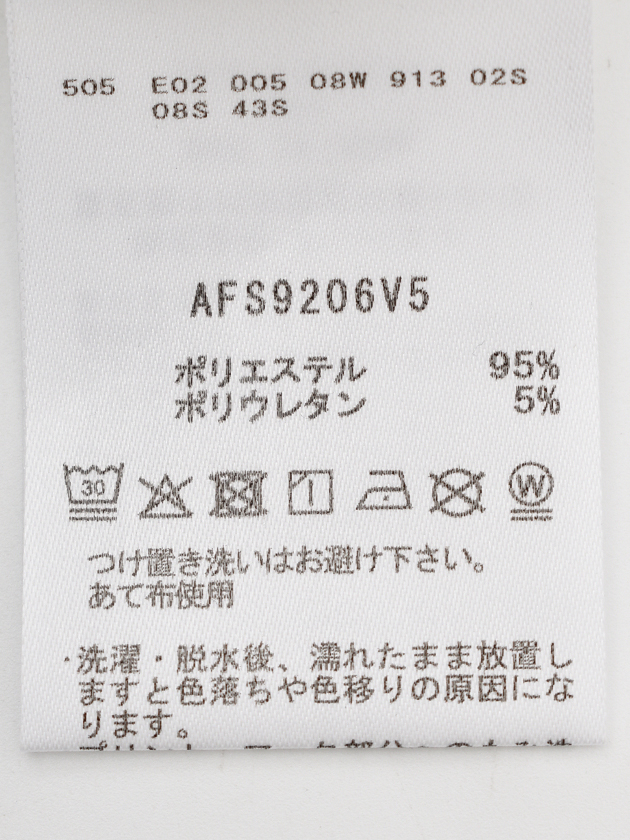 505 E02 005 08W 913 02S
08S 43S
AFS9206V5
ポリエステル 95%
ポリウレタン 5%
30 W
つけ置き洗いはお避け下さい。
あて布使用
・洗濯・脱水後、濡れたまま放置し
ますと色落ちや色移りの原因にな
ります。